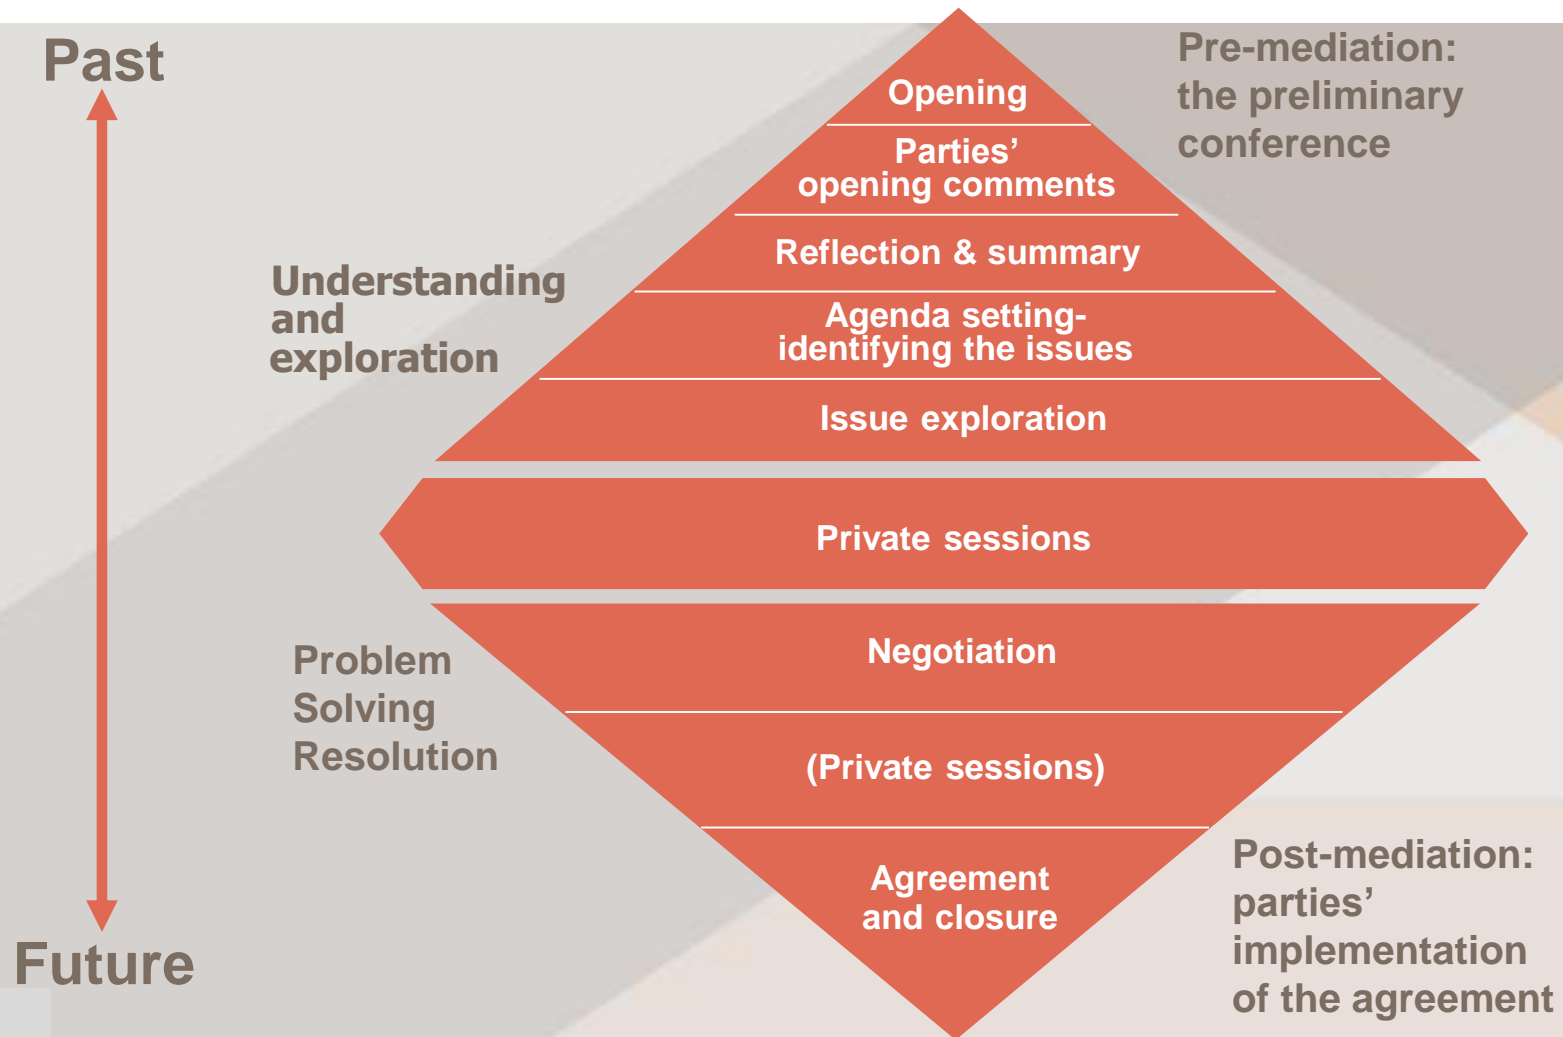 Past
Pre-mediation:
the preliminary
conference
Opening
Parties’
opening comments
Reflection & summary
Understanding
and
exploration
Agenda setting-
identifying the issues
Issue exploration
Private sessions
Negotiation
Problem
Solving
Resolution
(Private sessions)
Agreement
and closure
Post-mediation:
parties’
implementation
of the agreement
Future